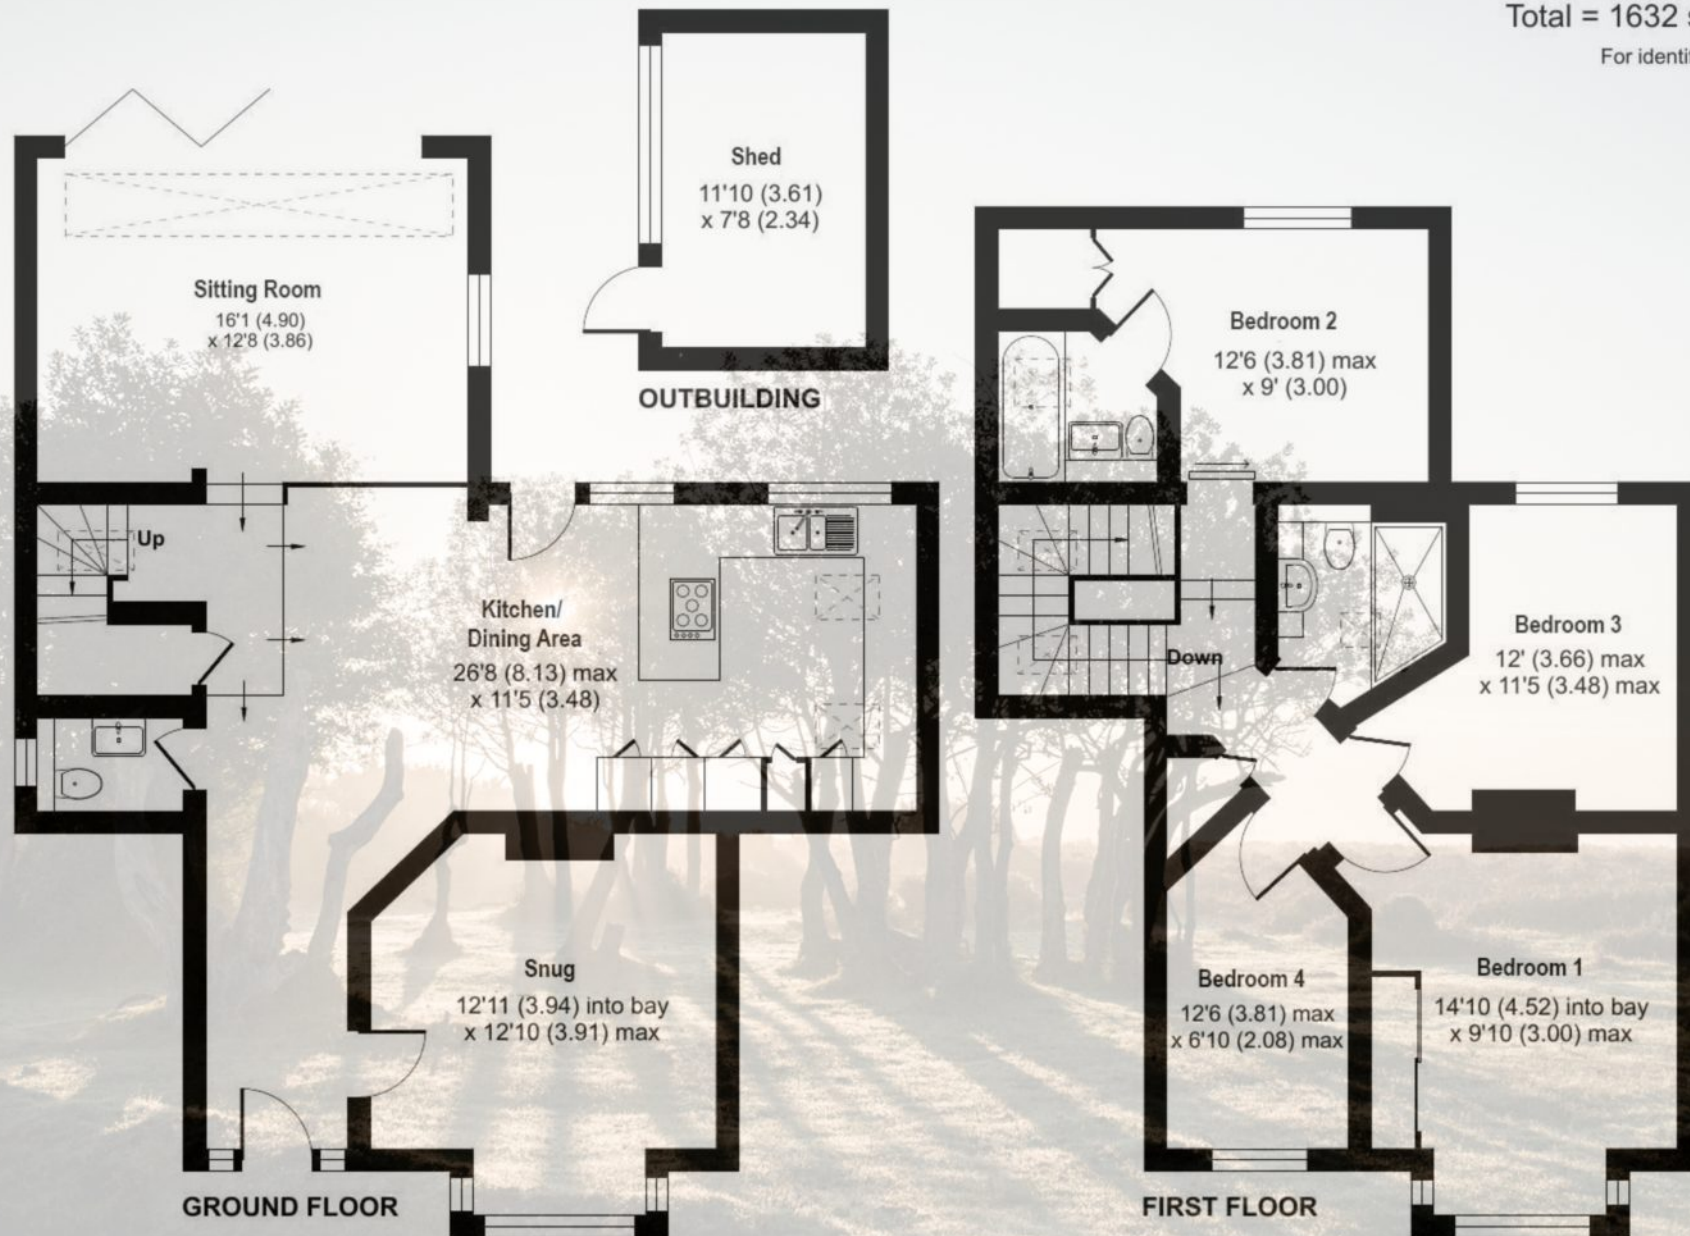 Total = 1632 s
For identif
Shed
11'10 (3.61)
x 7'8 (2.34)
OUTBUILDING
Sitting Room
16'1 (4.90)
x 12'8 (3.86)
Up
Kitchen/
Dining Area
26'8 (8.13) max
x 11'5 (3.48)
Snug
12'11 (3.94) into bay
x 12'10 (3.91) max
GROUND FLOOR
Bedroom 2
12'6 (3.81) max
x 9' (3.00)
Down
Bedroom 3
12' (3.66) max
x 11'5 (3.48) max
Bedroom 4
12'6 (3.81) max
x 6'10 (2.08) max
Bedroom 1
14'10 (4.52) into bay
x 9'10 (3.00) max
FIRST FLOOR